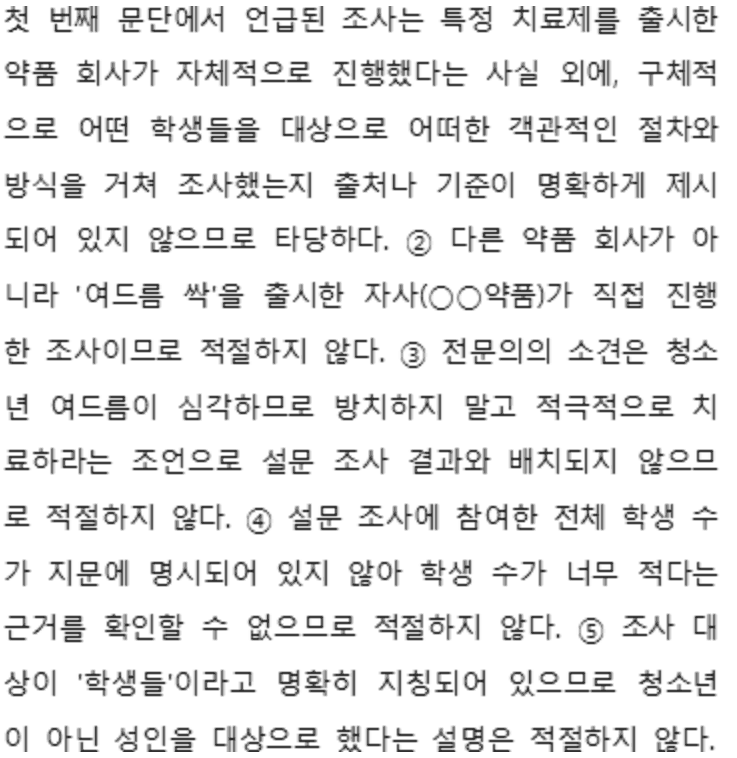 첫 번째 문단에서 언급된 조사는 특정 치료제를 출시한
약품 회사가 자체적으로 진행했다는 사실 외에, 구체적
으로 어떤 학생들을 대상으로 어떠한 객관적인 절차와
방식을 거쳐 조사했는지 출처나 기준이 명확하게 제시
되어 있지 않으므로 타당하다. ② 다른 약품 회사가 아
니라 '여드름 싹'을 출시한 자사(○○약품)가 직접 진행
한 조사이므로 적절하지 않다. ③ 전문의의 소견은 청소
년 여드름이 심각하므로 방치하지 말고 적극적으로 치
료하라는 조언으로 설문 조사 결과와 배치되지 않으므
로 적절하지 않다. ④ 설문 조사에 참여한 전체 학생 수
가 지문에 명시되어 있지 않아 학생 수가 너무 적다는
근거를 확인할 수 없으므로 적절하지 않다. ⑤ 조사 대
상이 '학생들'이라고 명확히 지칭되어 있으므로 청소년
이 아닌 성인을 대상으로 했다는 설명은 적절하지 않다.